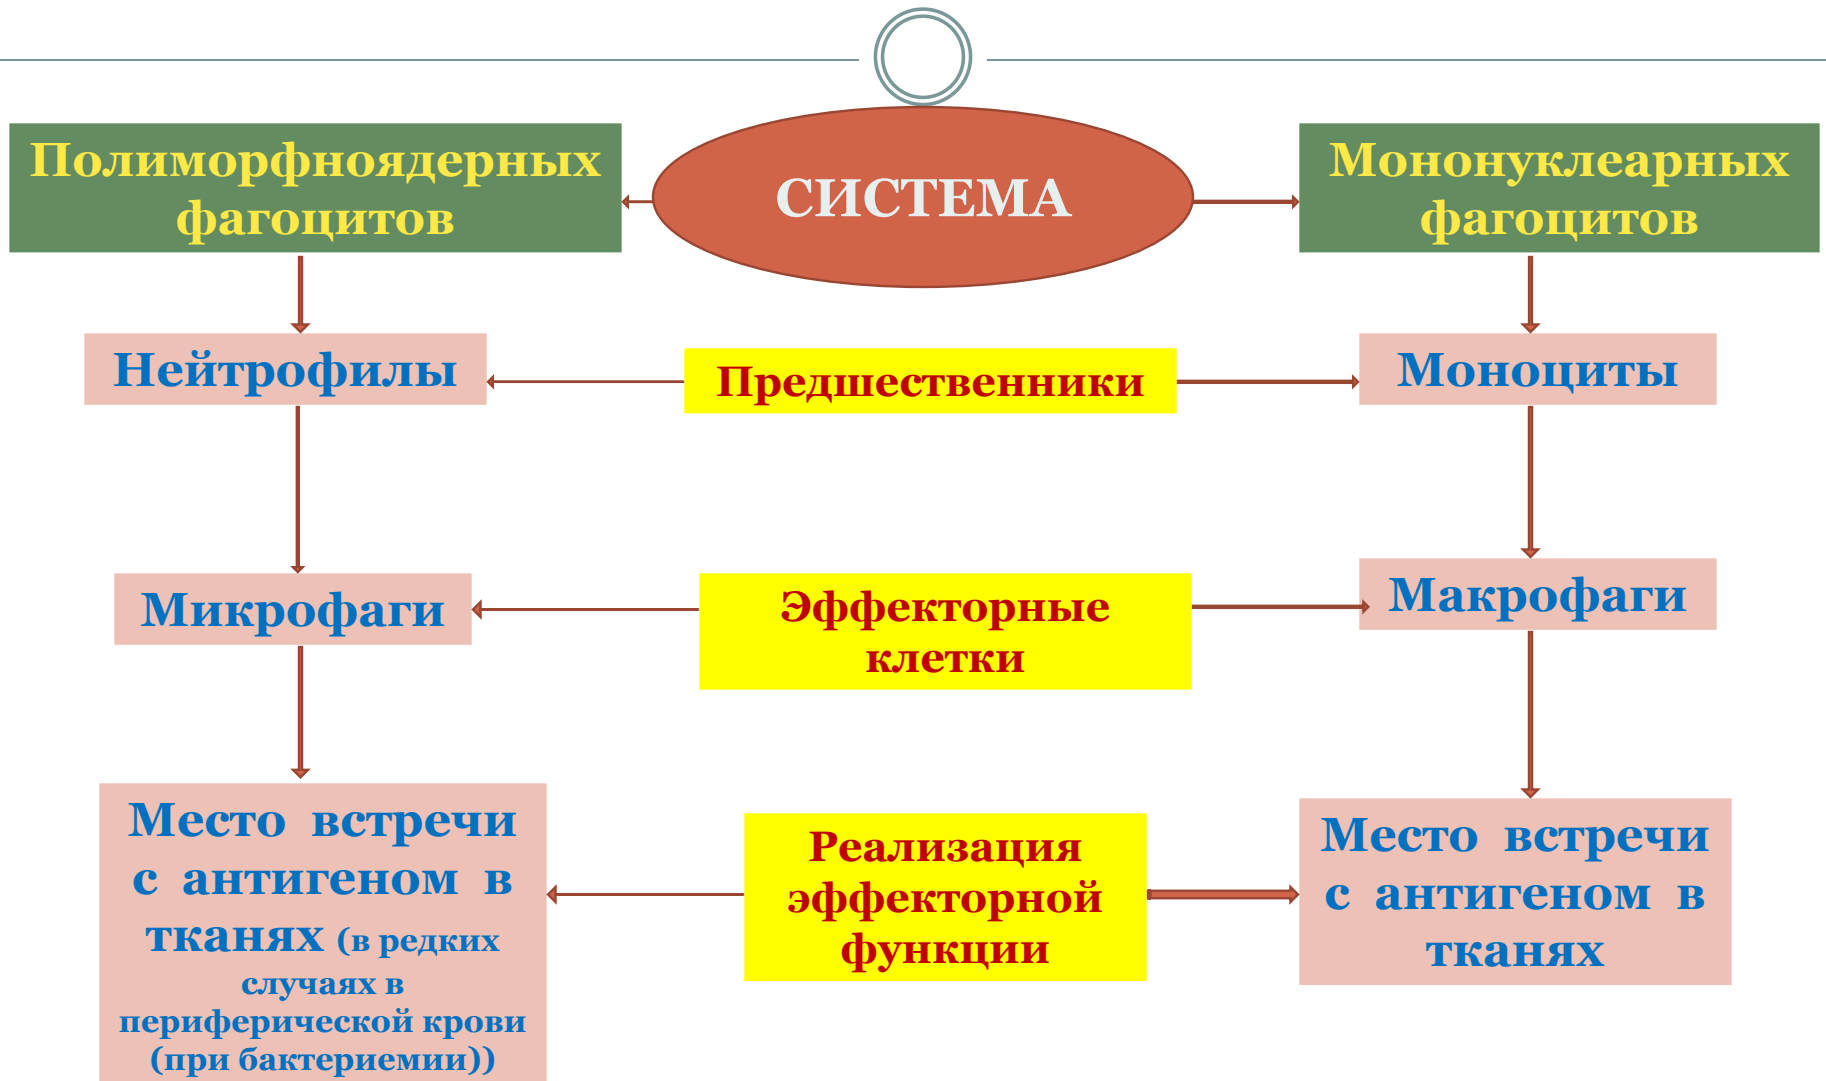 СИСТЕМА
Полиморфноядерных
фагоцитов
Мононуклеарных
фагоцитов
Нейтрофилы
Предшественники
Моноциты
Микрофаги
Эффекторные
клетки
Макрофаги
Место встречи
с антигеном в
тканях (в редких
случаях в
периферической крови
(при бактериемии))
Реализация
эффекторной
функции
Место встречи
с антигеном в
тканях